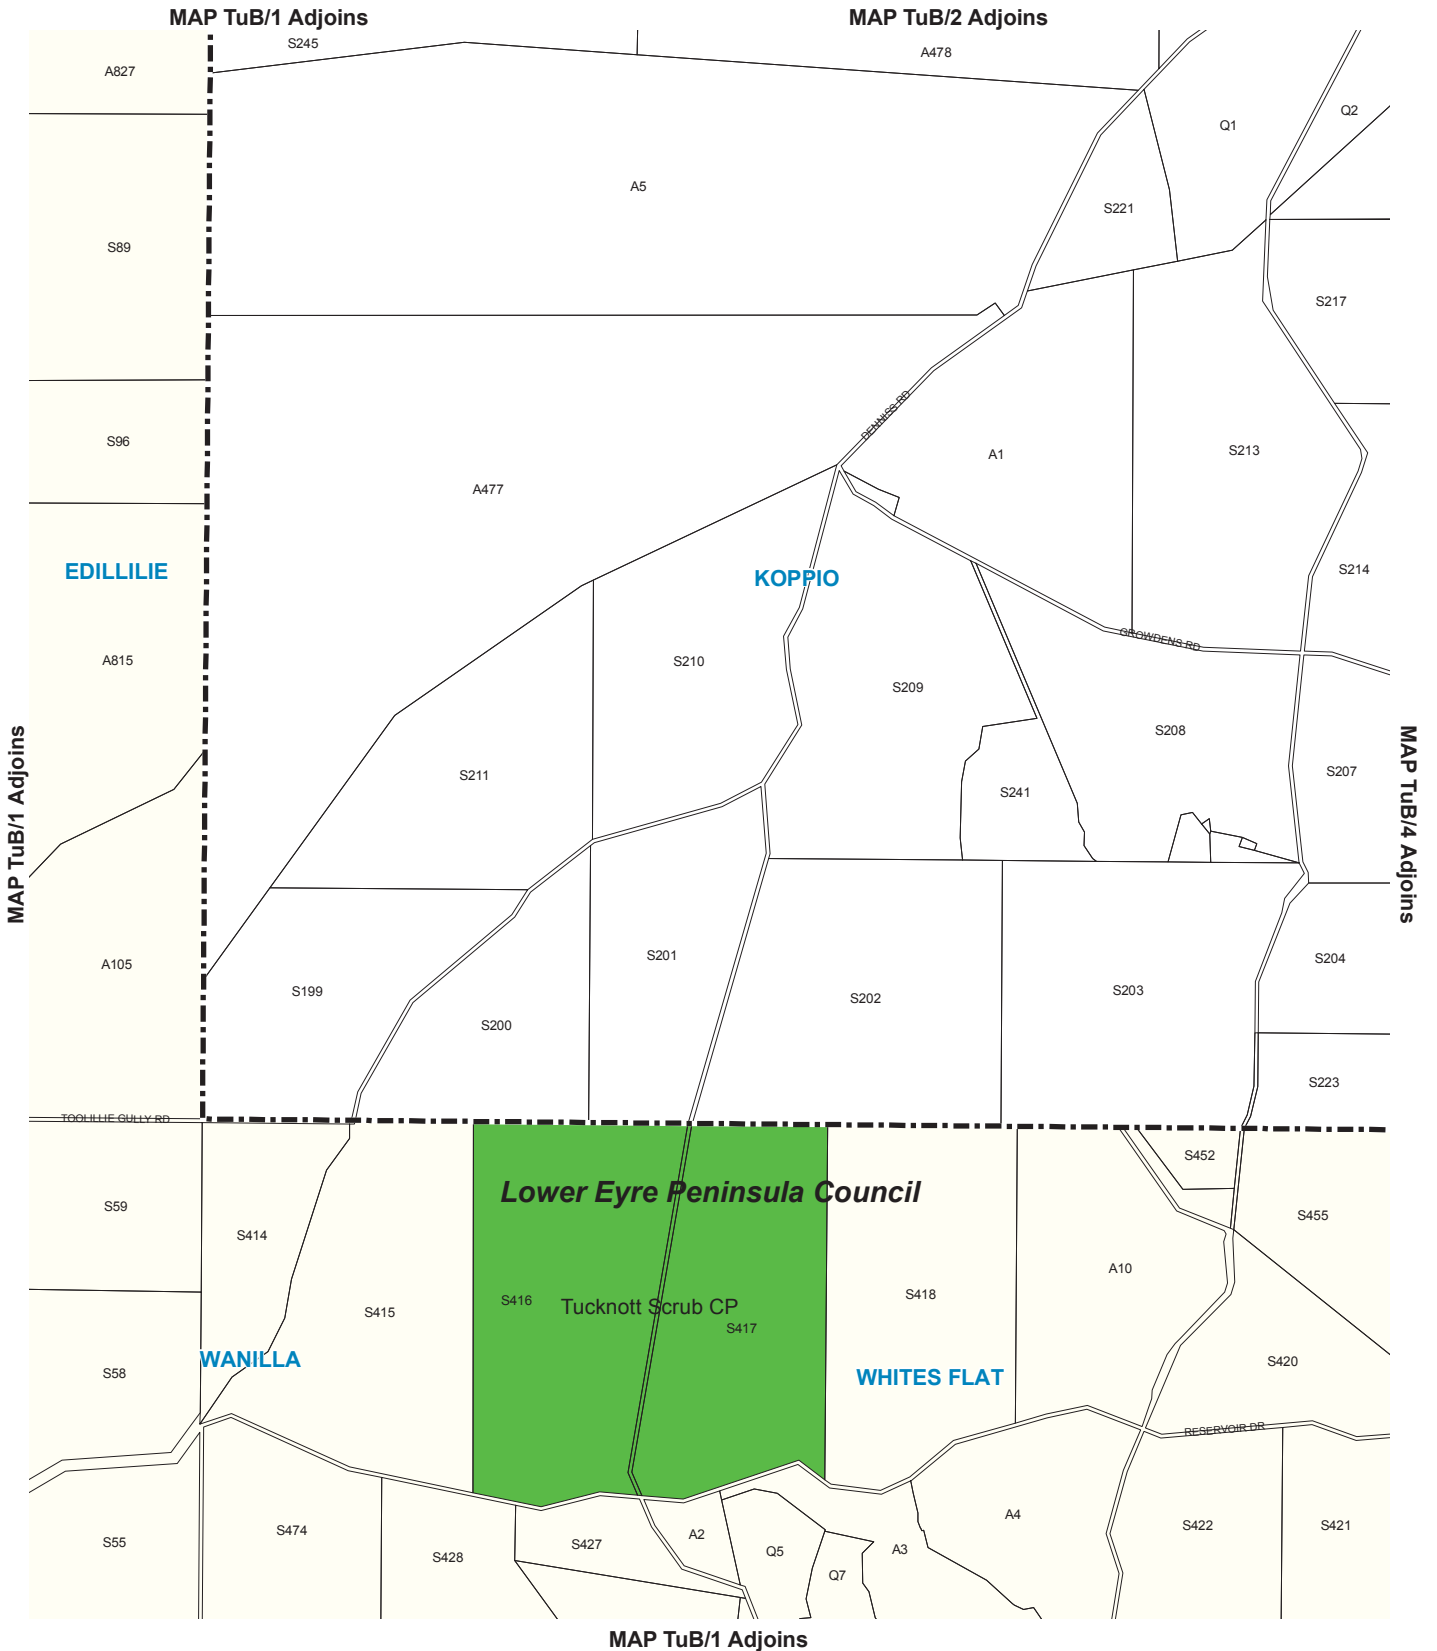 MAP TuB/1 Adjoins
MAP TuB/2 Adjoins
S245
A478
A827
Q2
Q1
A5
S221
S89
S217
S96
DENNISS RD
A1
S213
A477
EDILLILIE
KOPPIO
S214
GROWDENS RD
A815
S210
S209
S208
S211
S241
S207
MAP TuB/1 Adjoins
MAP TuB/4 Adjoins
A105
S201
S204
S199
S202
S203
S200
S223
TOOLILLIE GULLY RD
S452
Lower Eyre Peninsula Council
S59
S455
S414
A10
S416
Tucknott Scrub CP
S418
S415
S417
WANILLA
S58
WHITES FLAT
S420
RESERVOIR DR
A4
S474
S422
S421
A2
S55
S427
A3
Q5
S428
Q7
MAP TuB/1 Adjoins